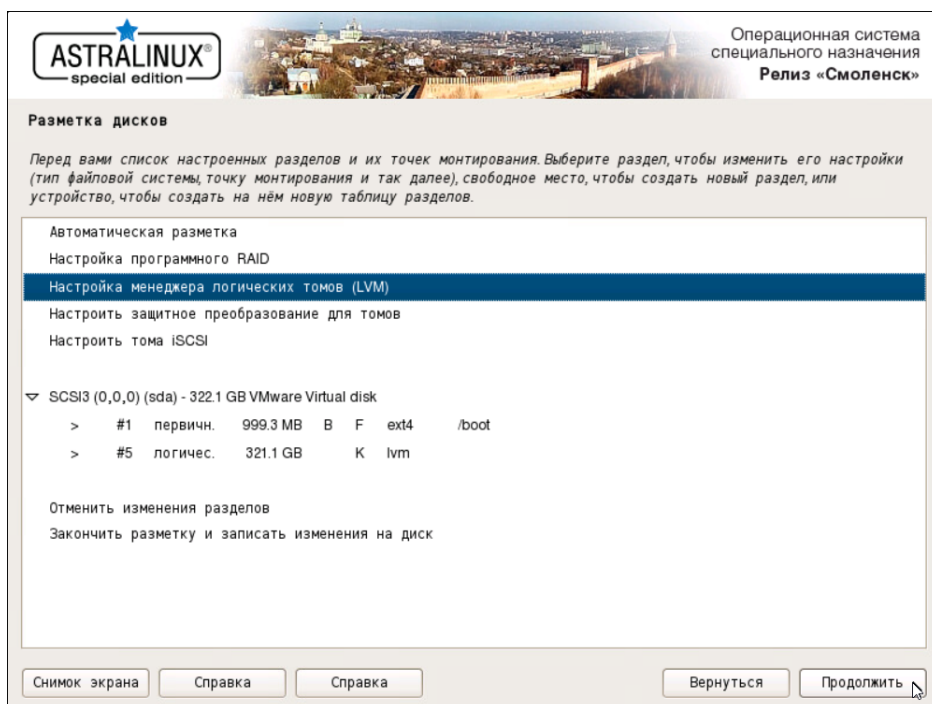 ASTRALINUX®
special edition
Операционная система
специального назначения
Релиз «Смоленск»
Разметка дисков
Перед вами список настроенных разделов и их точек монтирования. Выберите раздел, чтобы изменить его настройки
(тип файловой системы, точку монтирования и так далее), свободное место, чтобы создать новый раздел, или
устройство, чтобы создать на нём новую таблицу разделов.
Автоматическая разметка
Настройка программного RAID
Настройка менеджера логических томов (LVM)
Настроить защитное преобразование для томов
Настроить тома iSCSI
SCSI3 (0,0,0) (sda) - 322.1 GB VMware Virtual disk
> #1 первичн. 999.3 MB B F ext4 /boot
> #5 логичес. 321.1 GB K lvm
Отменить изменения разделов
Закончить разметку и записать изменения на диск
Снимок экрана Справка Справка Вернуться Продолжить